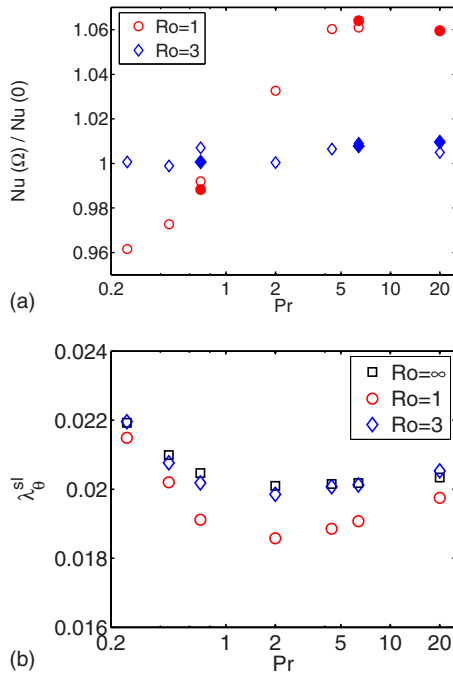 Ro=1
Ro=3
1.06
1.04
1.02
1
0.98
0.96
Nu (Ω) / Nu (0)
0.2 1 2 5 10 20
Pr
(a)
Ro=∞
Ro=1
Ro=3
0.024
0.022
0.02
0.018
0.016
λθsl
0.2 1 2 5 10 20
Pr
(b)